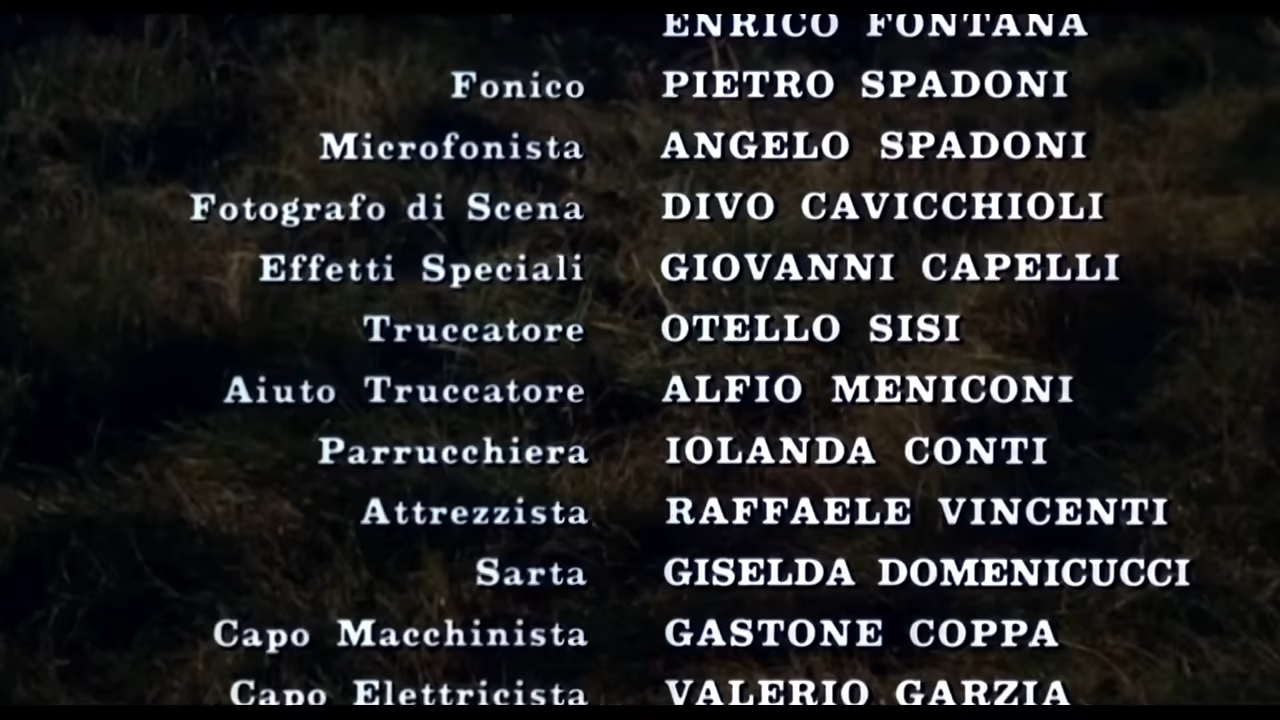 ENRICO FONTANA
Fonico PIETRO SPADONI
Microfonista ANGELO SPADONI
Fotografo di Scena DIVO CAVICCHIOLI
Effetti Speciali GIOVANNI CAPELLI
Truccatore OTELLO SISI
Aiuto Truccatore ALFIO MENICONI
Parrucchiera IOLANDA CONTI
Attrezzista RAFFAELE VINCENTI
Sarta GISELDA DOMENICUCCI
Capo Macchinista GASTONE COPPA
Capo Elettricista VALERIO GARZIA